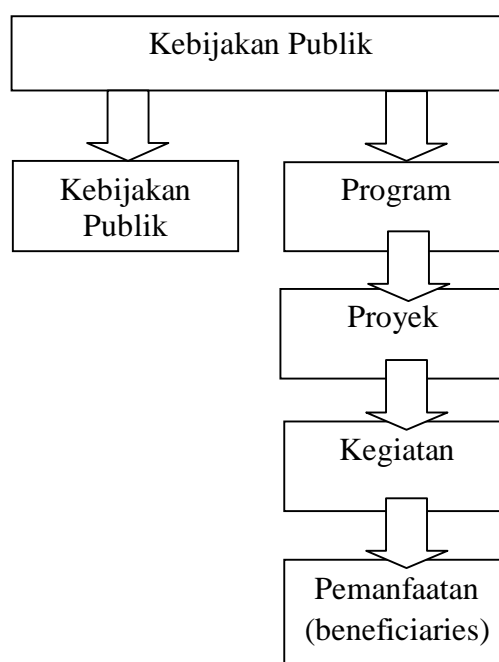 Kebijakan Publik
Kebijakan
Publik
Program
Proyek
Kegiatan
Pemanfaatan
(beneficiaries)